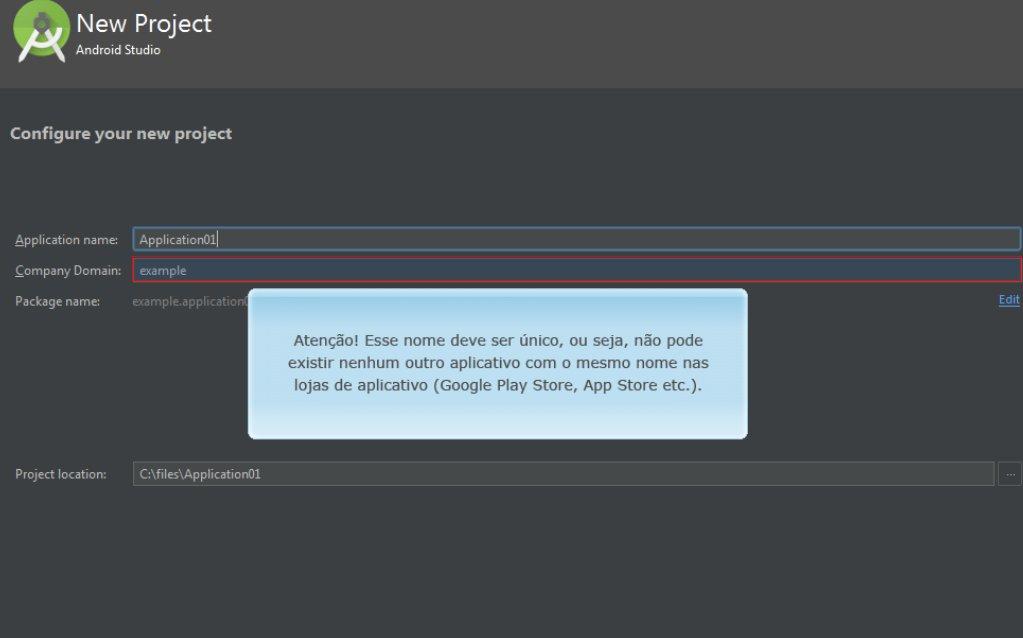 New Project
Android Studio
Configure your new project
Application name: Application01
Company Domain: example
Package name: example.application
Edit
Atenção! Esse nome deve ser único, ou seja, não pode
existir nenhum outro aplicativo com o mesmo nome nas
lojas de aplicativo (Google Play Store, App Store etc.).
Project location: C:\files\Application01
...